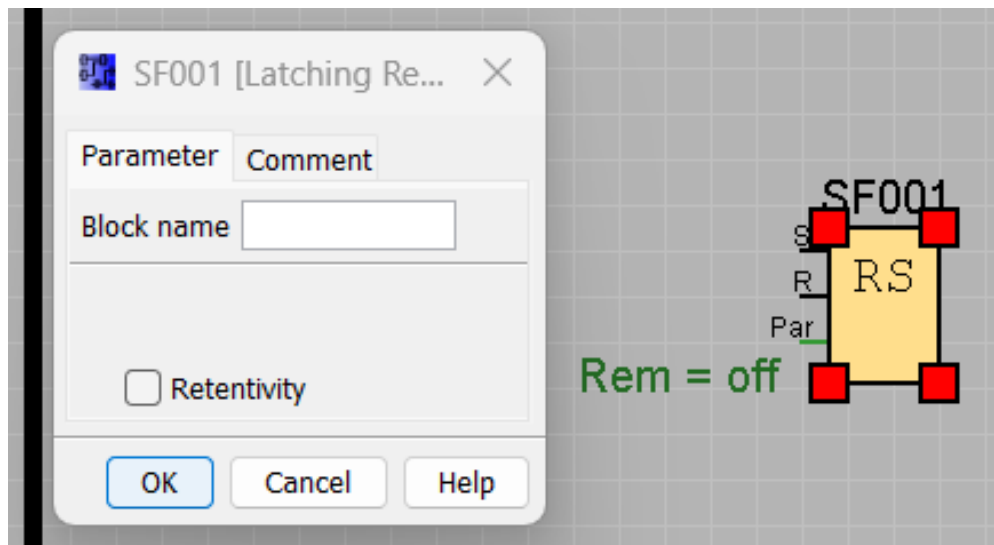 SF001 [Latching Re...
Parameter
Comment
Block name
Retentivity
OK
Cancel
Help
SF001
S
RS
R
Par
Rem = off